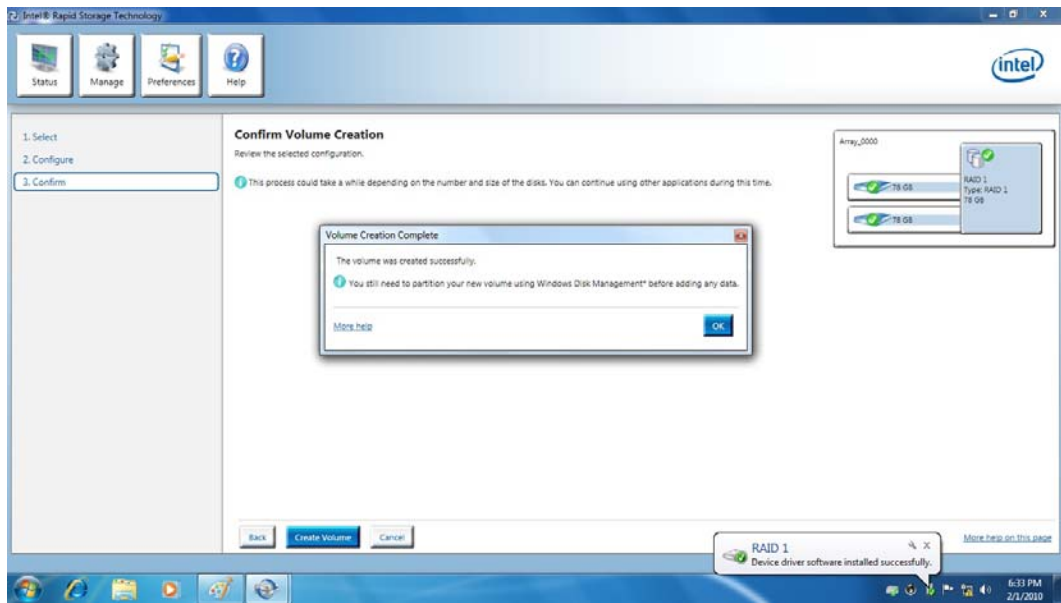 Intel® Rapid Storage Technology
Status
Manage
Preferences
Help
intel
1. Select
2. Configure
3. Confirm
Confirm Volume Creation
Review the selected configuration.
This process could take a while depending on the number and size of the disks. You can continue using other applications during this time.
Array_0000
78 GB
78 GB
RAID 1
Type: RAID 1
78 GB
Volume Creation Complete
The volume was created successfully.
You still need to partition your new volume using Windows Disk Management* before adding any data.
More help
OK
Back
Create Volume
Cancel
More help on this page
RAID 1
Device driver software installed successfully.
6:33 PM
2/1/2010